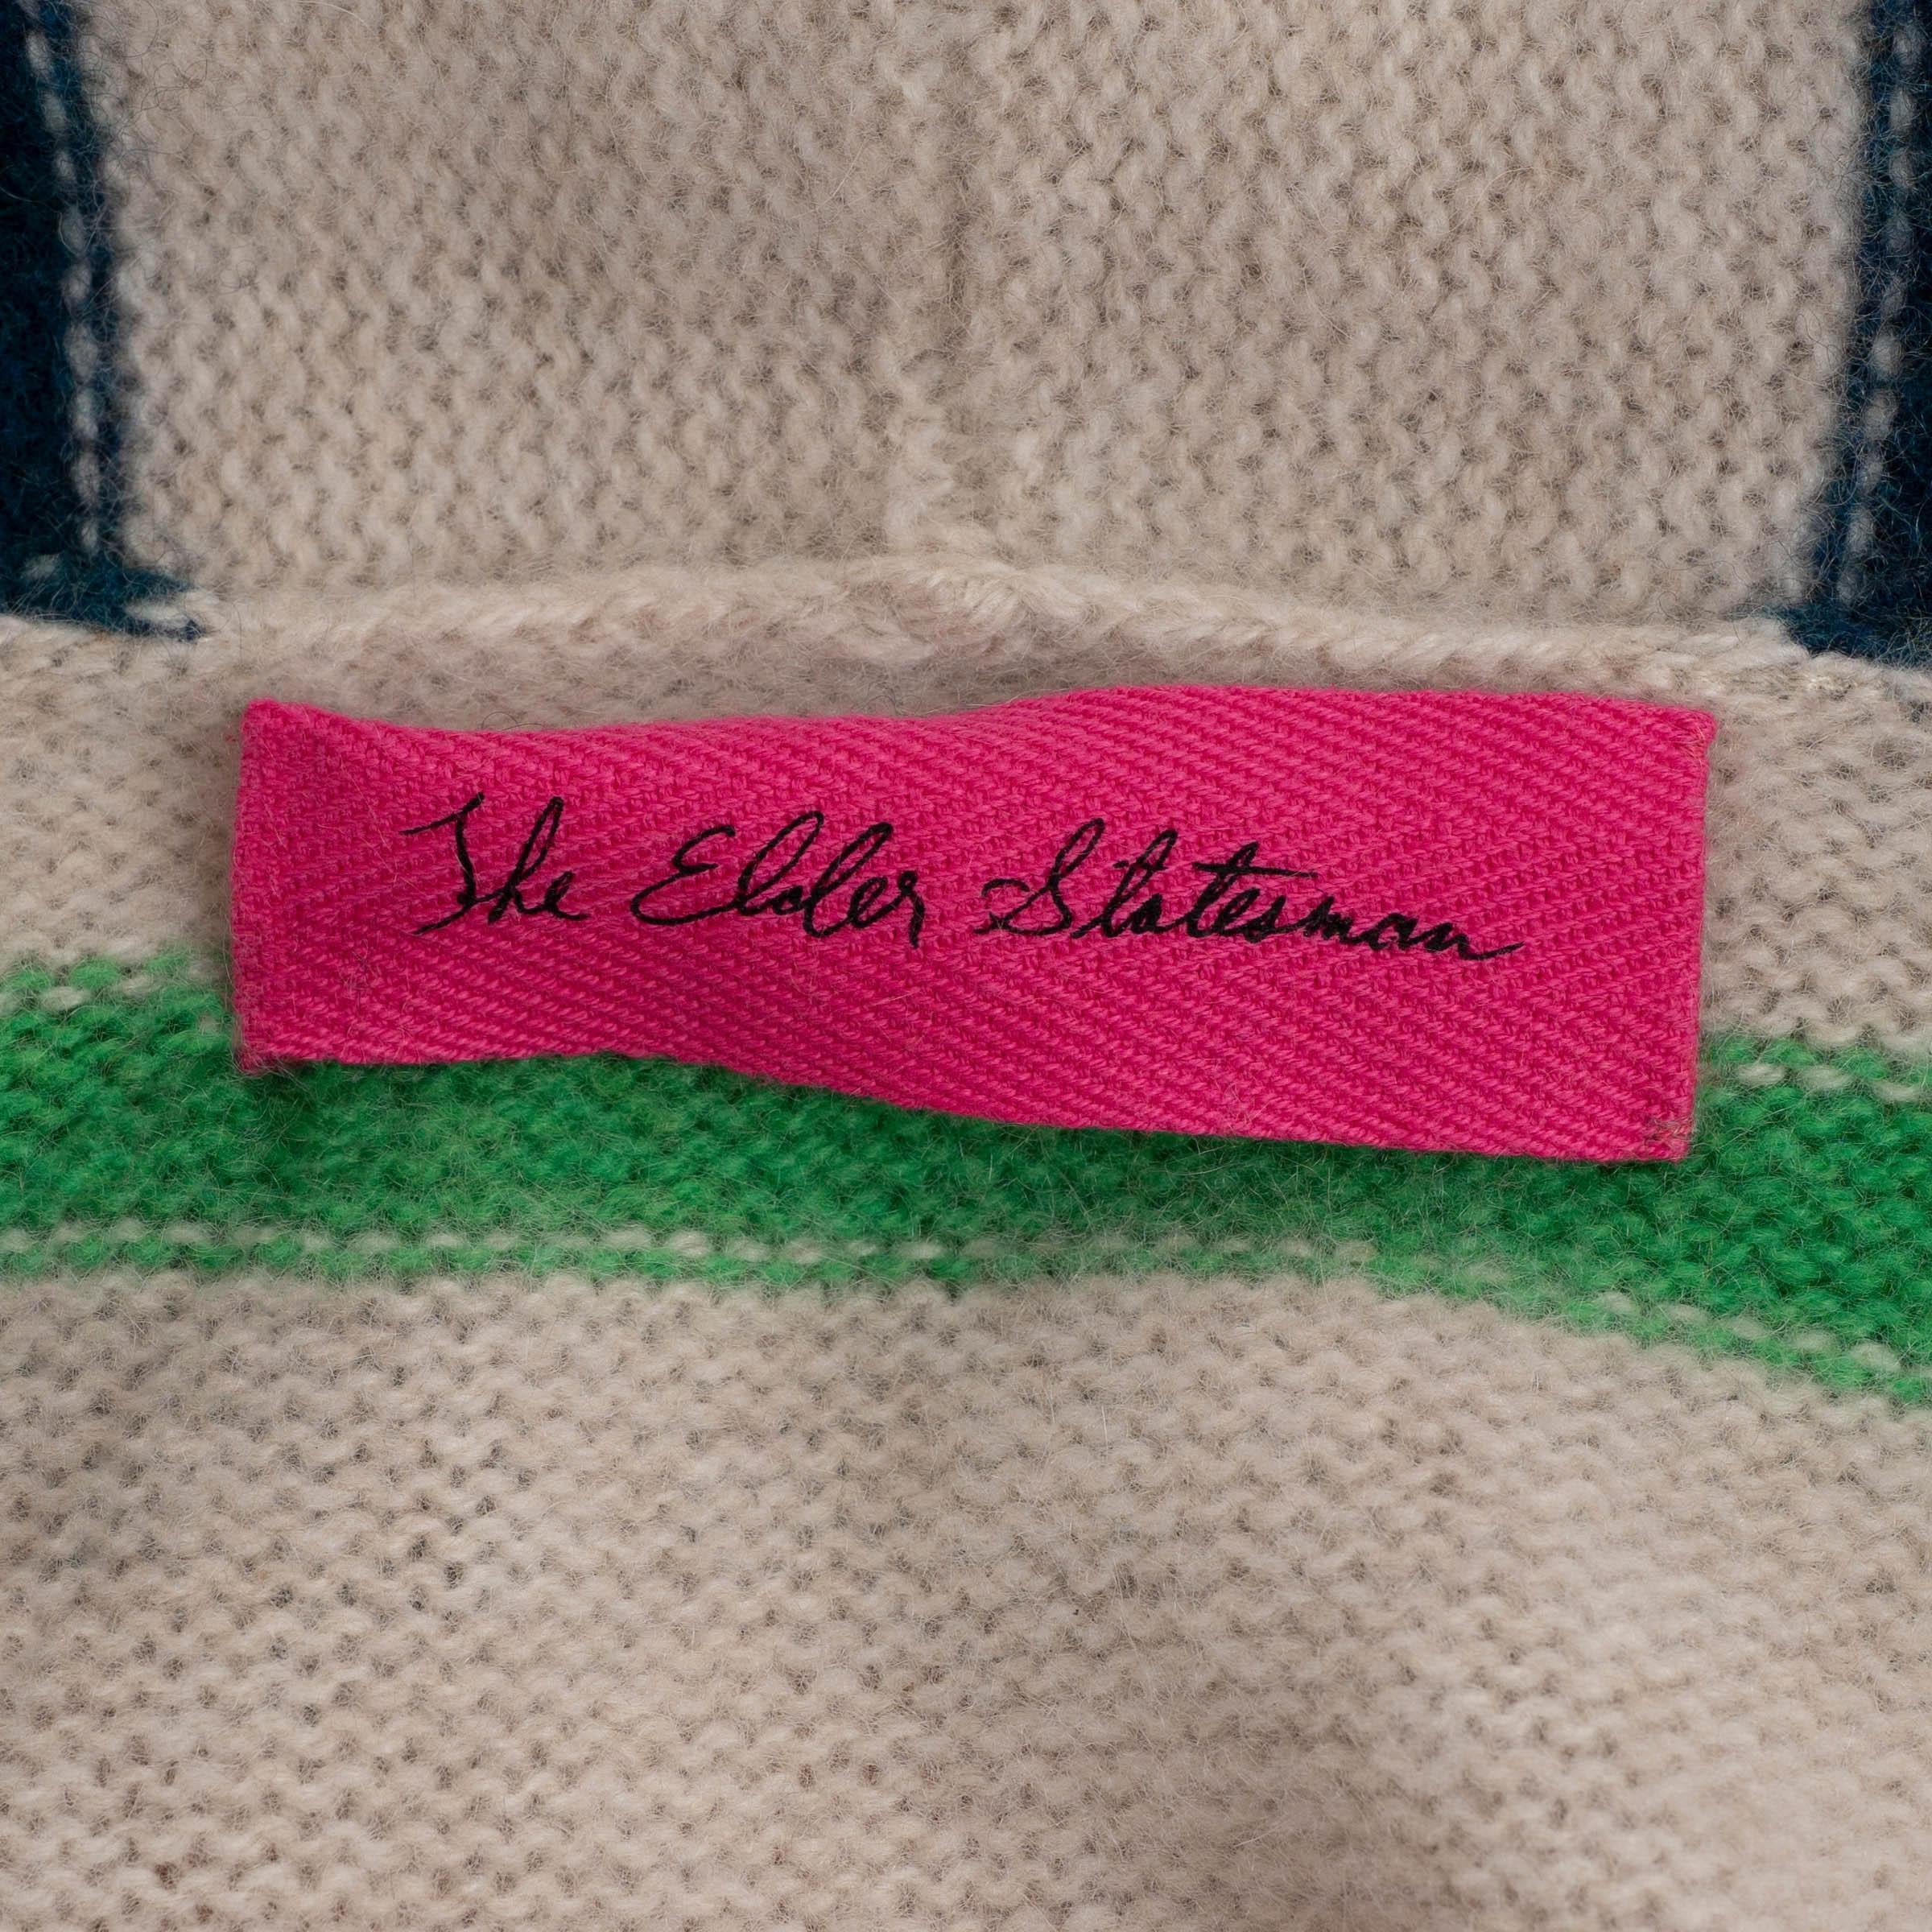 The Elder Statesman